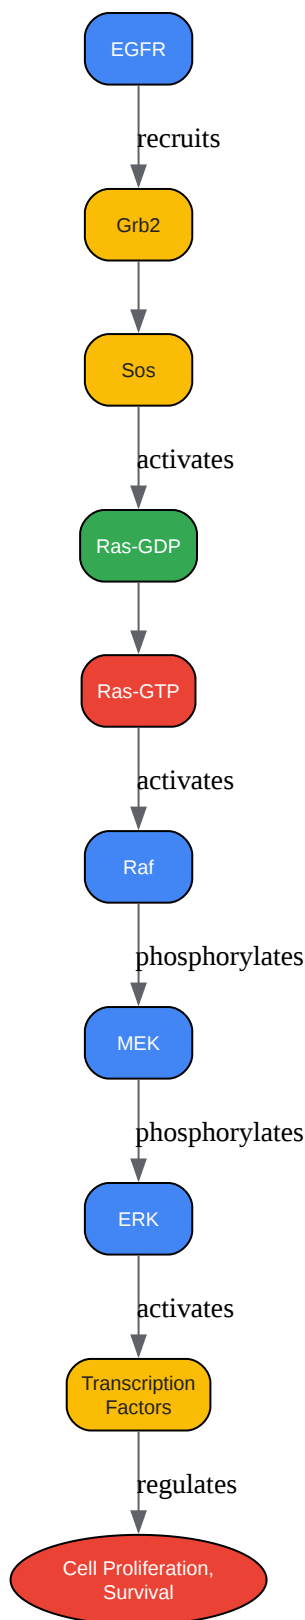 EGFR
recruits
Grb2
Sos
activates
Ras-GDP
Ras-GTP
activates
Raf
phosphorylates
MEK
phosphorylates
ERK
activates
Transcription
Factors
regulates
Cell Proliferation,
Survival